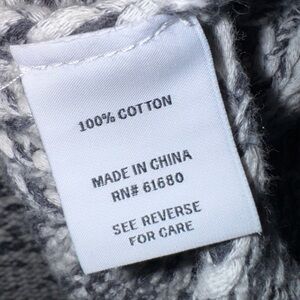 100% COTTON
MADE IN CHINA
RN# 61680
SEE REVERSE
FOR CARE